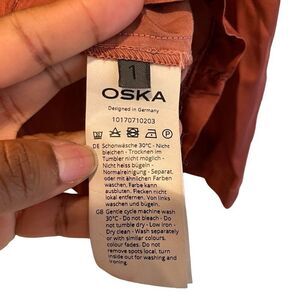 1
OSKA
Designed in Germany
10170710203
DE Schonwäsche 30°C - Nicht
bleichen - Trocknen im
Tumbler nicht möglich -
Nicht heiss bügeln -
Normalreinigung - Separat,
oder mit ähnlichen Farben
waschen, Farbe kann
ausbluten. Flecken nicht
lokal entfernen. Von links
waschen und bügeln.
GB Gentle cycle machine wash
30°C - Do not bleach - Do
not tumble dry - Low iron -
Dry clean - Wash separately
or with similar colours.
colour fades. Do not
remove spots locally. turn
inside out for washing and
ironing.